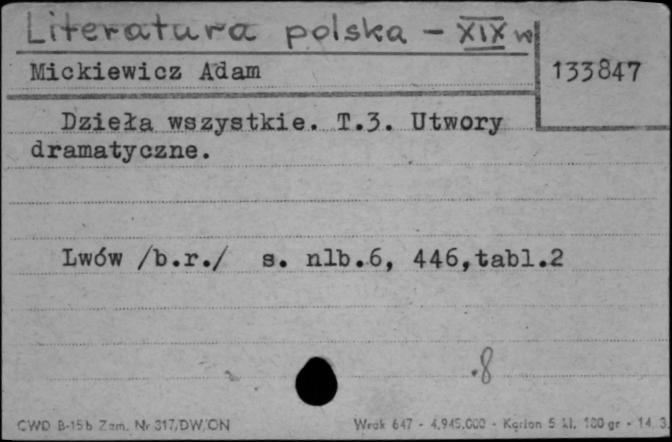 Literatura polska - XIX w
Mickiewicz Adam
133847
Dzieła wszystkie. T.3. Utwory
dramatyczne.
Lwów /b.r./ s. nlb.6, 446,tabl.2
.8
CWD B-15b Zam. Nr 317/DW/ON
Wrok 647 - 4.945.000 - Karton 5 kl. 180 gr - 14.3